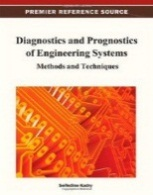 PREMIER REFERENCE SOURCE
Diagnostics and Prognostics
of Engineering Systems
Methods and Techniques